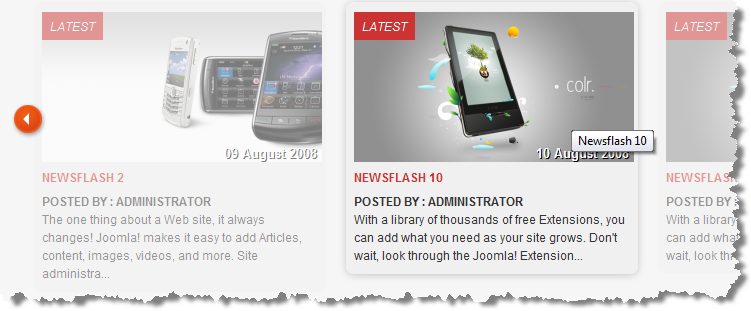 LATEST
09 August 2008
NEWSFLASH 2
POSTED BY : ADMINISTRATOR
The one thing about a Web site, it always
changes! Joomla! makes it easy to add Articles,
content, images, videos, and more. Site
administra...
LATEST
colr.
Newsflash 10
10 August 2008
NEWSFLASH 10
POSTED BY : ADMINISTRATOR
With a library of thousands of free Extensions, you
can add what you need as your site grows. Don't
wait, look through the Joomla! Extension...
LATEST
NEWSFLASH
POSTED BY :
With a library
can add what
wait, look thr